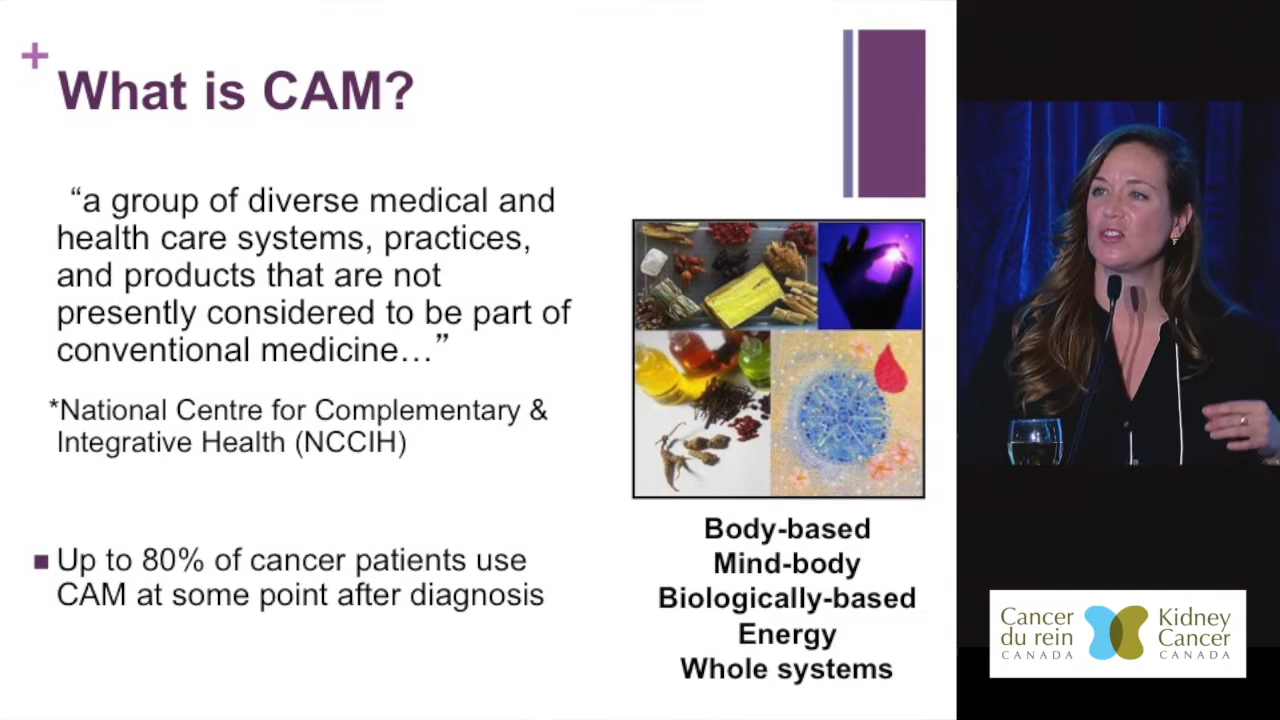 +
What is CAM?
“a group of diverse medical and
health care systems, practices,
and products that are not
presently considered to be part of
conventional medicine…”
*National Centre for Complementary &
Integrative Health (NCCIH)
Up to 80% of cancer patients use
CAM at some point after diagnosis
Body-based
Mind-body
Biologically-based
Energy
Whole systems
Cancer
du rein
CANADA
Kidney
Cancer
CANADA